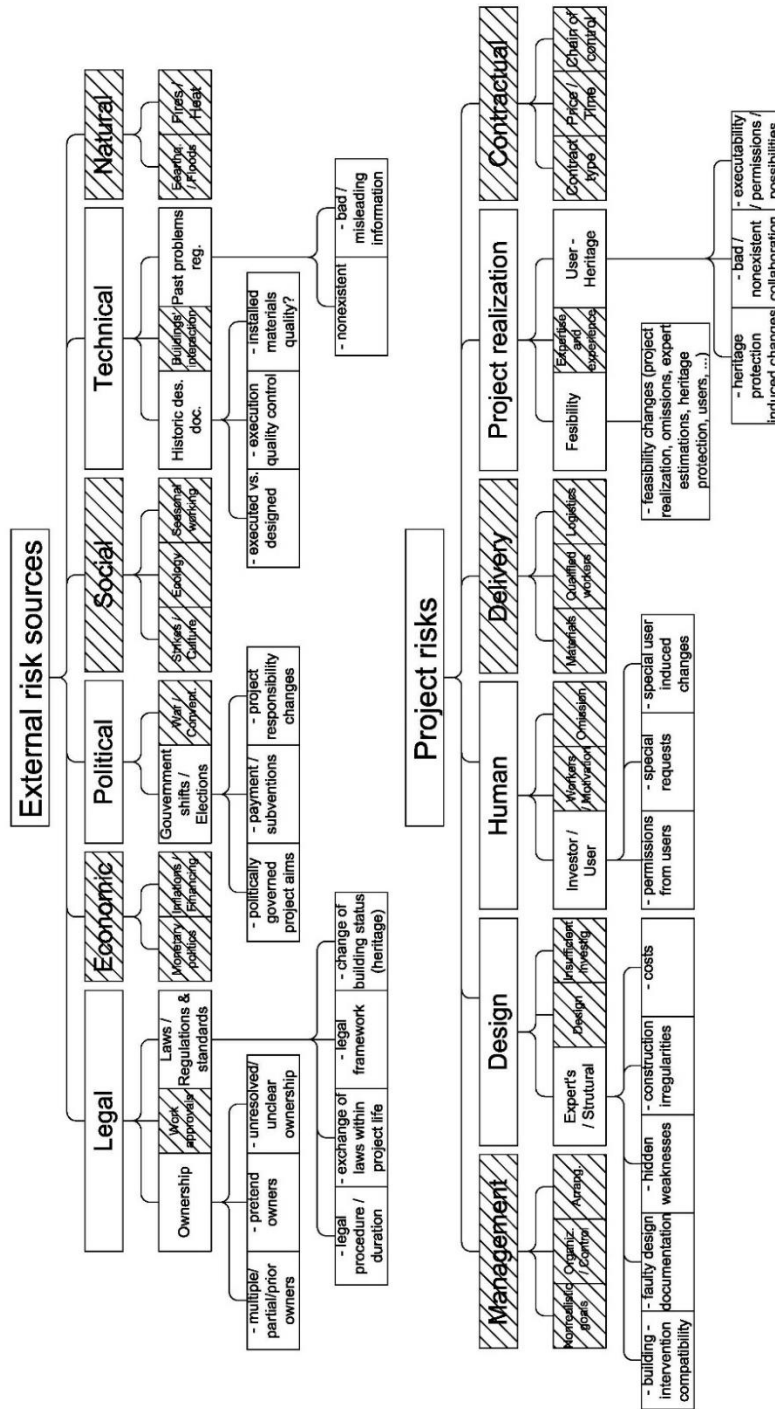 External risk sources
Legal
Economic
Political
Social
Technical
Natural
Ownership
Work
approvals
Laws /
Regulations &
standards
Monetary
politics
Inflations /
Financing
Gouvernment
shifts /
Elections
War /
Convent.
Strikes /
Culture
Ecology
Seasonal
working
Historic des.
doc.
Buildings'
interaction
Past problems
reg.
Earthq.
/ Floods
Fires /
Heat
- multiple/
partial/prior
owners
- pretend
owners
- unresolved/
unclear
ownership
- politically
governed
project aims
- payment /
subventions
- project
responsibility
changes
- executed vs.
designed
- execution
quality control
- installed
materials
quality?
- legal
procedure /
duration
- exchange of
laws within
project life
- legal
framework
- change of
building status
(heritage)
- nonexistent
- bad /
misleading
information
Project risks
Management
Design
Human
Delivery
Project realization
Contractual
Nonrealistic
goals
Organiz.
/ Control
Arrang.
Expert's
/ Strutural
Design
Insufficient
investig.
Investor /
User
Workers
/ Motivation
Omission
Materials
Qualified
workers
Logistics
Fesibility
Expertise
and
experience
User -
Heritage
Contract
type
Price /
Time
Chain of
control
- building -
intervention
compatibility
- faulty design
documentation
- hidden
weaknesses
- construction
irregularities
- costs
- permissions
from users
- special
requests
- special user
induced
changes
- feasibility changes (project
realization, omissions, expert
estimations, heritage
protection, users, ...)
- heritage
protection
induced changes
- bad /
nonexistent
collaboration
- executability
/ permissions /
possibilities